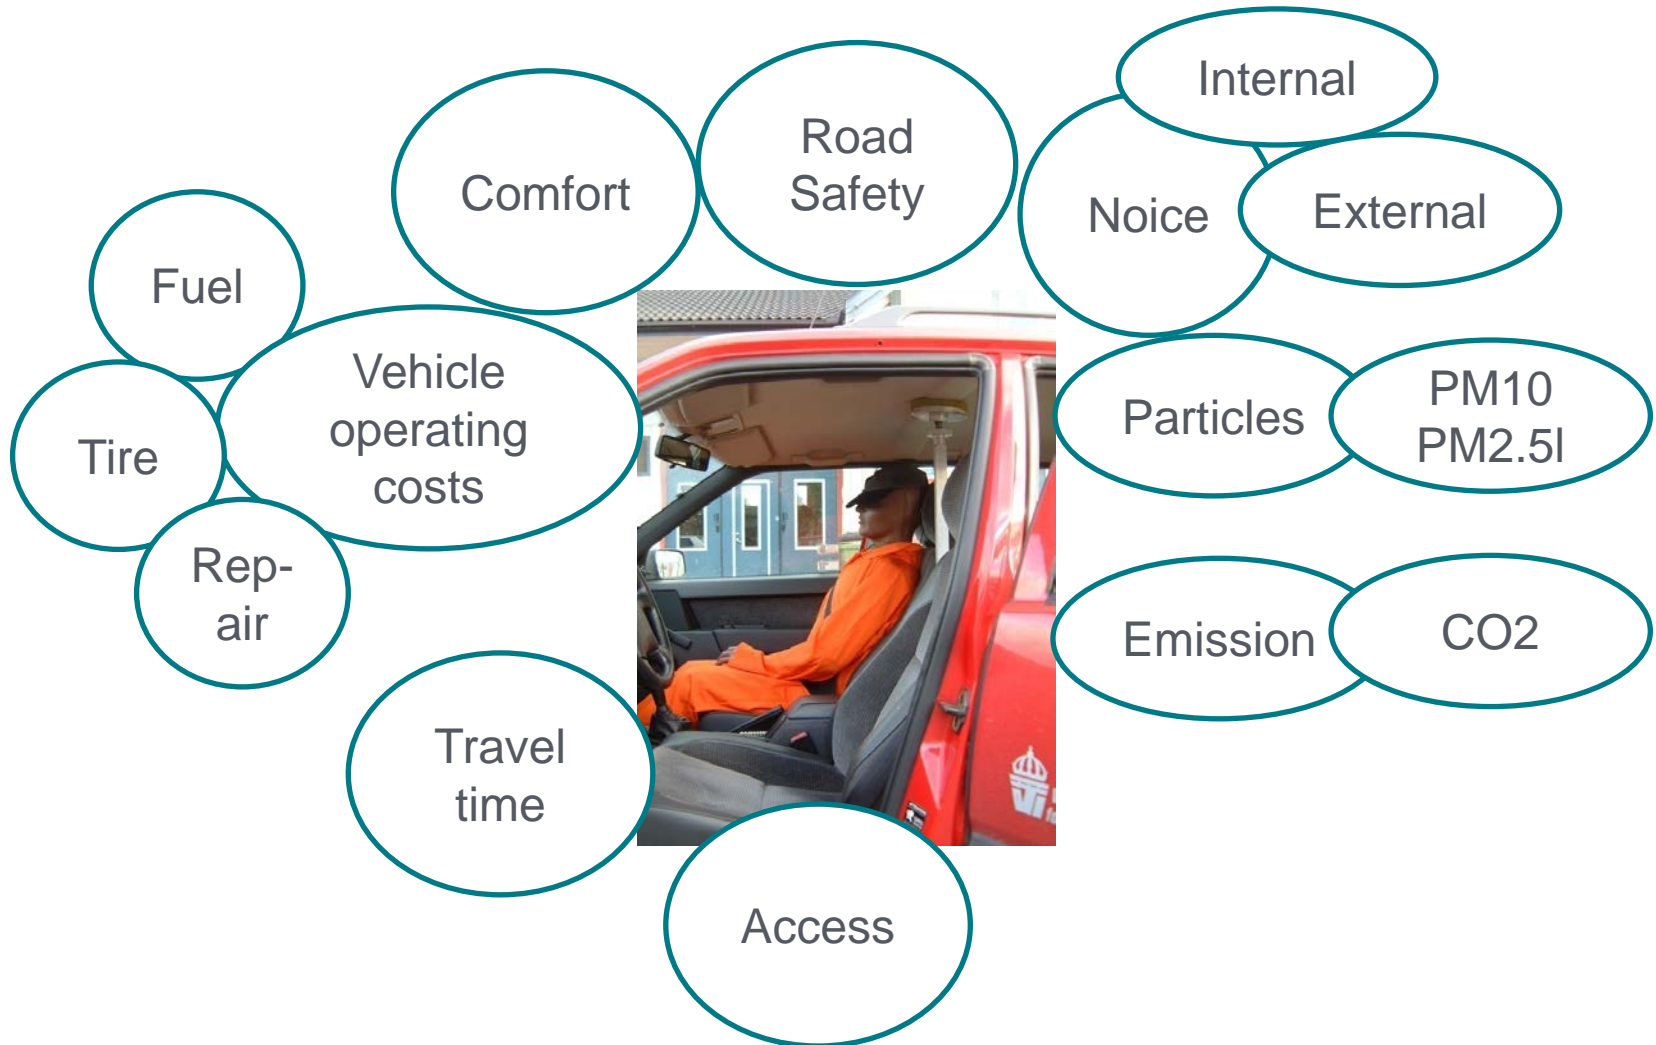 Internal
Road
Safety
Comfort
Noice
External
Fuel
Vehicle
operating
costs
Tire
Particles
PM10
PM2.5l
Rep-
air
Emission
CO2
Travel
time
Access